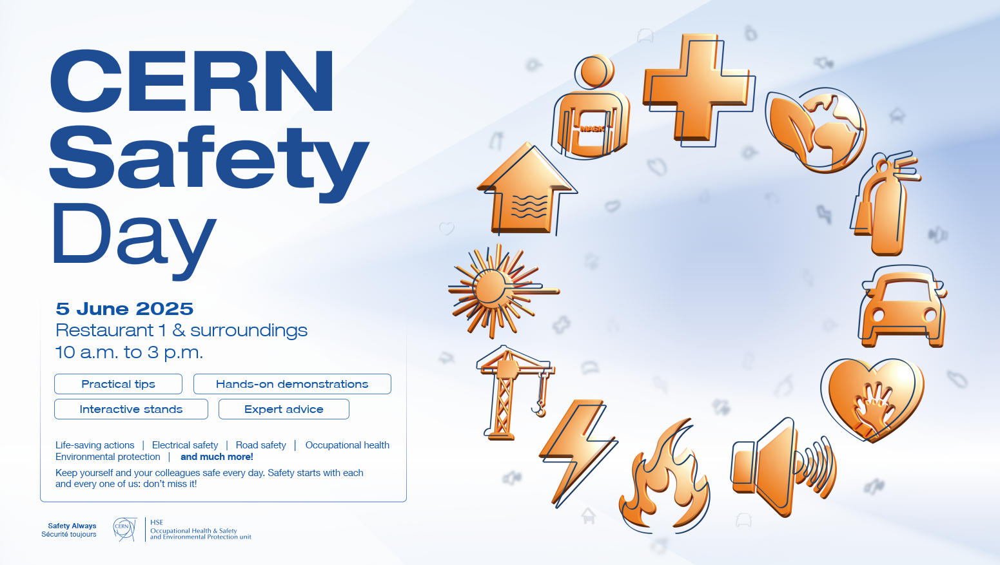 CERN
Safety
Day
5 June 2025
Restaurant 1 & surroundings
10 a.m. to 3 p.m.
Practical tips
Hands-on demonstrations
Interactive stands
Expert advice
Life-saving actions | Electrical safety | Road safety | Occupational health
Environmental protection | and much more!
Keep yourself and your colleagues safe every day. Safety starts with each
and every one of us: don't miss it!
Safety Always
Sécurité toujours
CERN
HSE
Occupational Health & Safety
and Environmental Protection unit
MASK